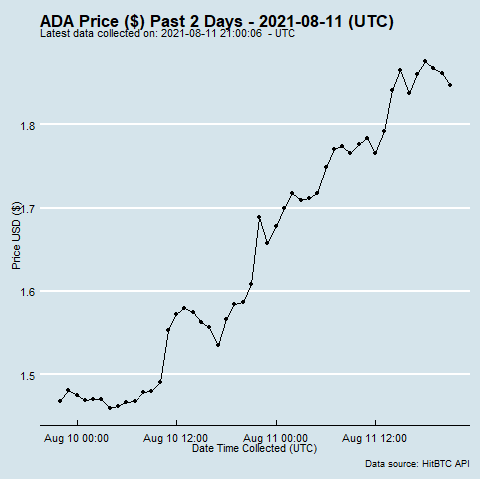 ADA Price ($) Past 2 Days - 2021-08-11 (UTC)
Latest data collected on: 2021-08-11 21:00:06 - UTC
Price USD ($)
1.8
1.7
1.6
1.5
Aug 10 00:00 Aug 10 12:00 Aug 11 00:00 Aug 11 12:00
Date Time Collected (UTC)
Data source: HitBTC API